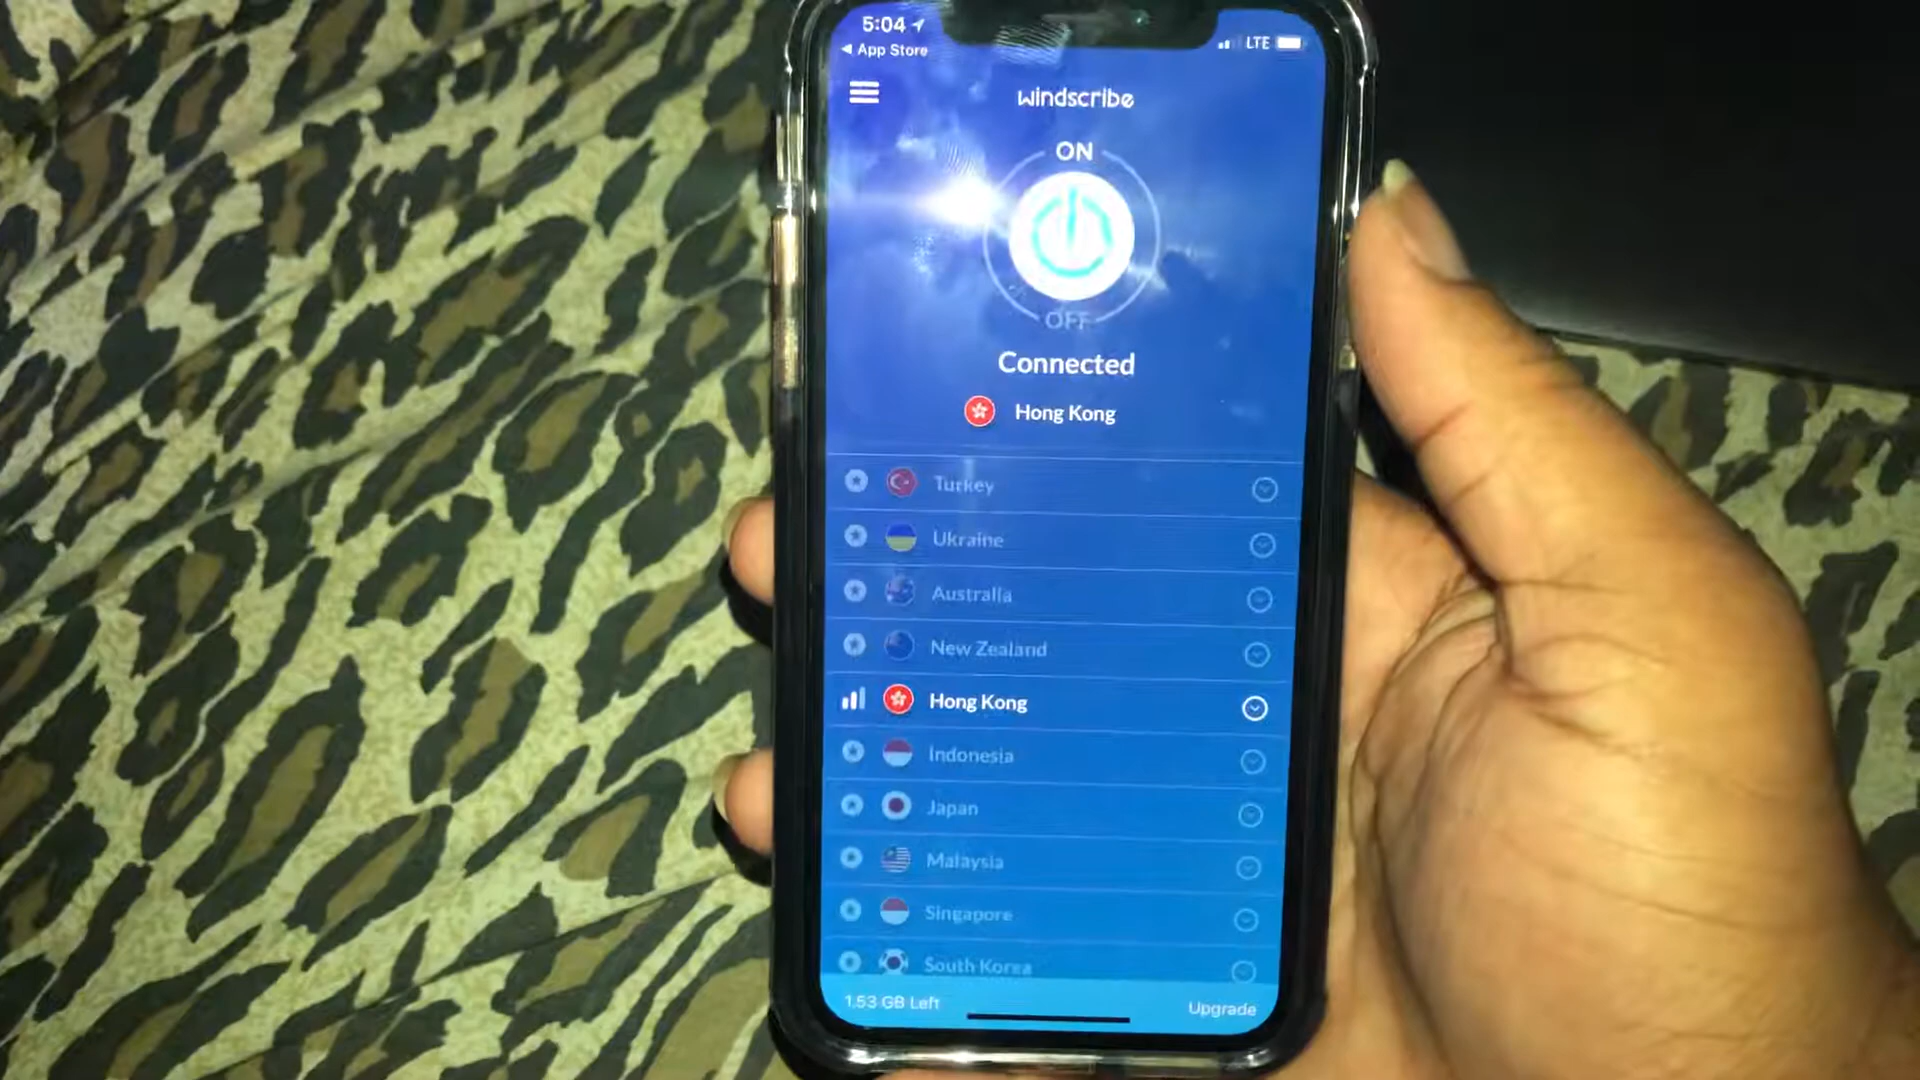 5:04
LTE
App Store
windscribe
ON
OFF
Connected
Hong Kong
Turkey
Ukraine
Australia
New Zealand
Hong Kong
Indonesia
Japan
Malaysia
Singapore
South Korea
1.53 GB Left
Upgrade